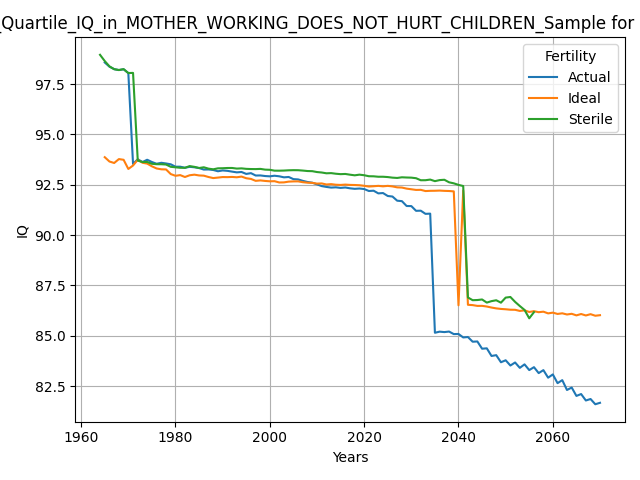 _Quartile_IQ_in_MOTHER_WORKING_DOES_NOT_HURT_CHILDREN_Sample for
Fertility
Actual
Ideal
Sterile
IQ
97.5
95.0
92.5
90.0
87.5
85.0
82.5
1960 1980 2000 2020 2040 2060
Years